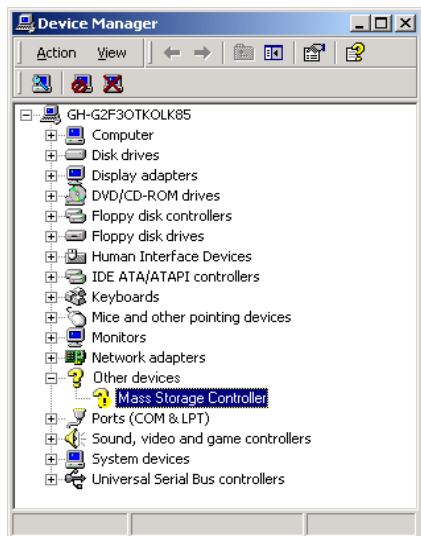 Device Manager
Action View
GH-G2F3OTKOLK85
Computer
Disk drives
Display adapters
DVD/CD-ROM drives
Floppy disk controllers
Floppy disk drives
Human Interface Devices
IDE ATA/ATAPI controllers
Keyboards
Mice and other pointing devices
Monitors
Network adapters
Other devices
Mass Storage Controller
Ports (COM & LPT)
Sound, video and game controllers
System devices
Universal Serial Bus controllers